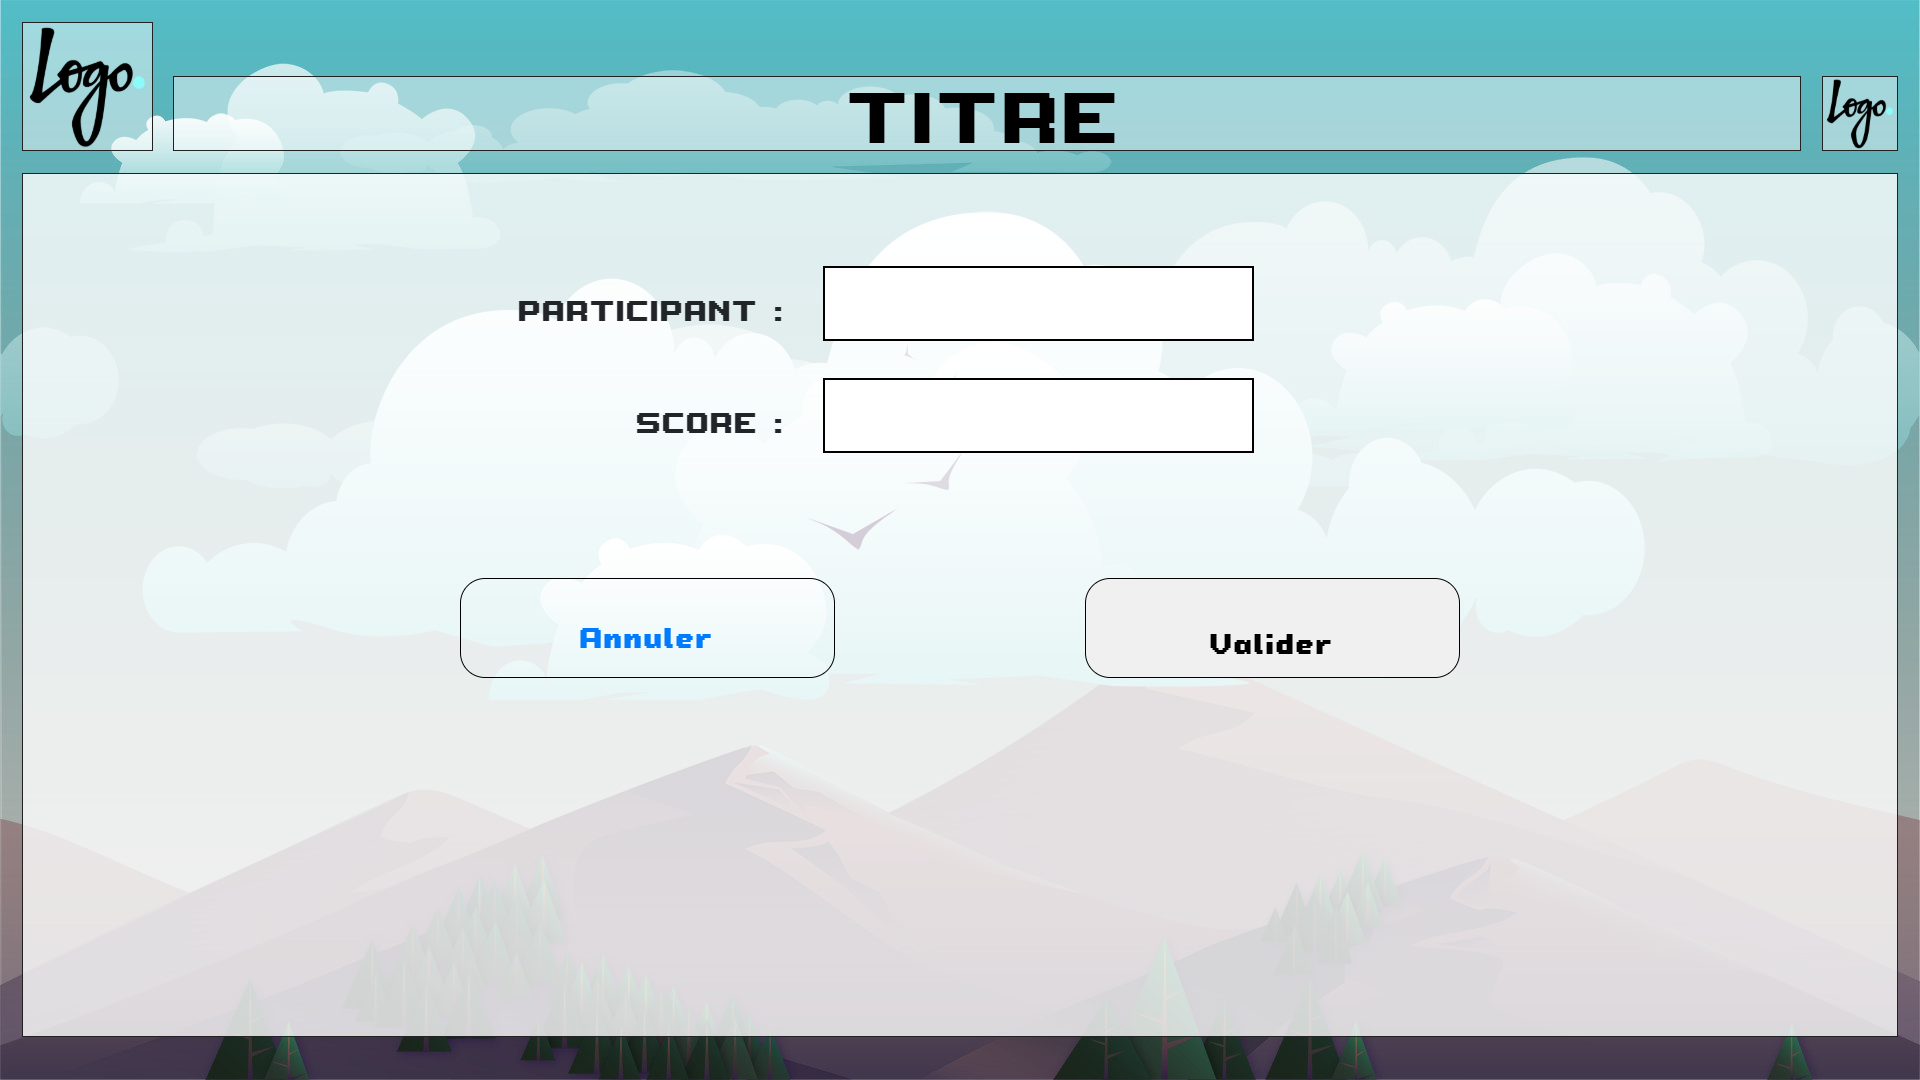 Logo.
TITRE
Logo.
PARTICIPANT :
SCORE :
Annuler
Valider